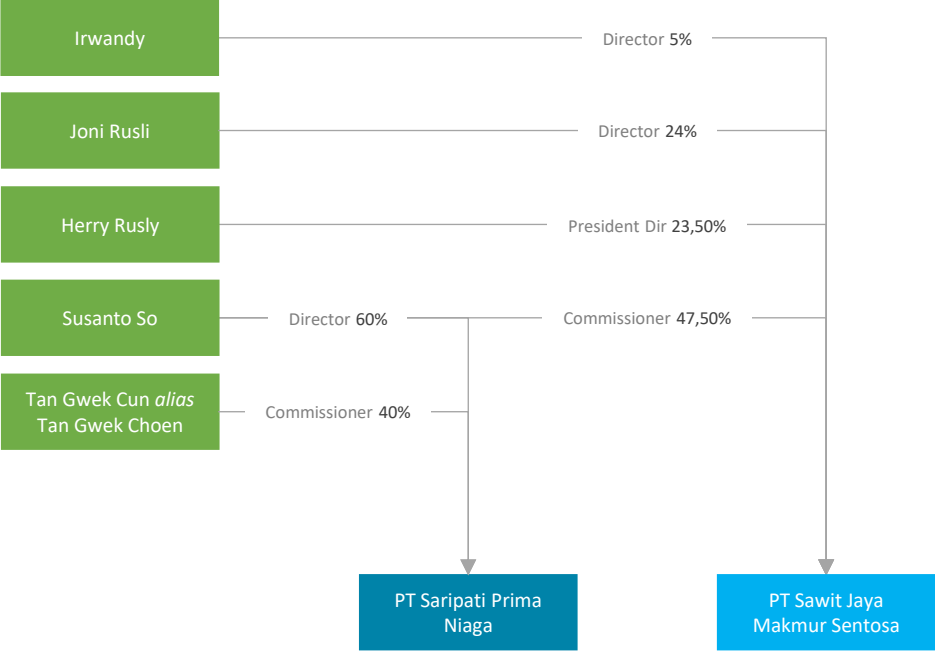 Irwandy
Director 5%
Joni Rusli
Director 24%
Herry Rusly
President Dir 23,50%
Susanto So
Director 60%
Commissioner 47,50%
Tan Gwek Cun alias
Tan Gwek Choen
Commissioner 40%
PT Saripati Prima
Niaga
PT Sawit Jaya
Makmur Sentosa